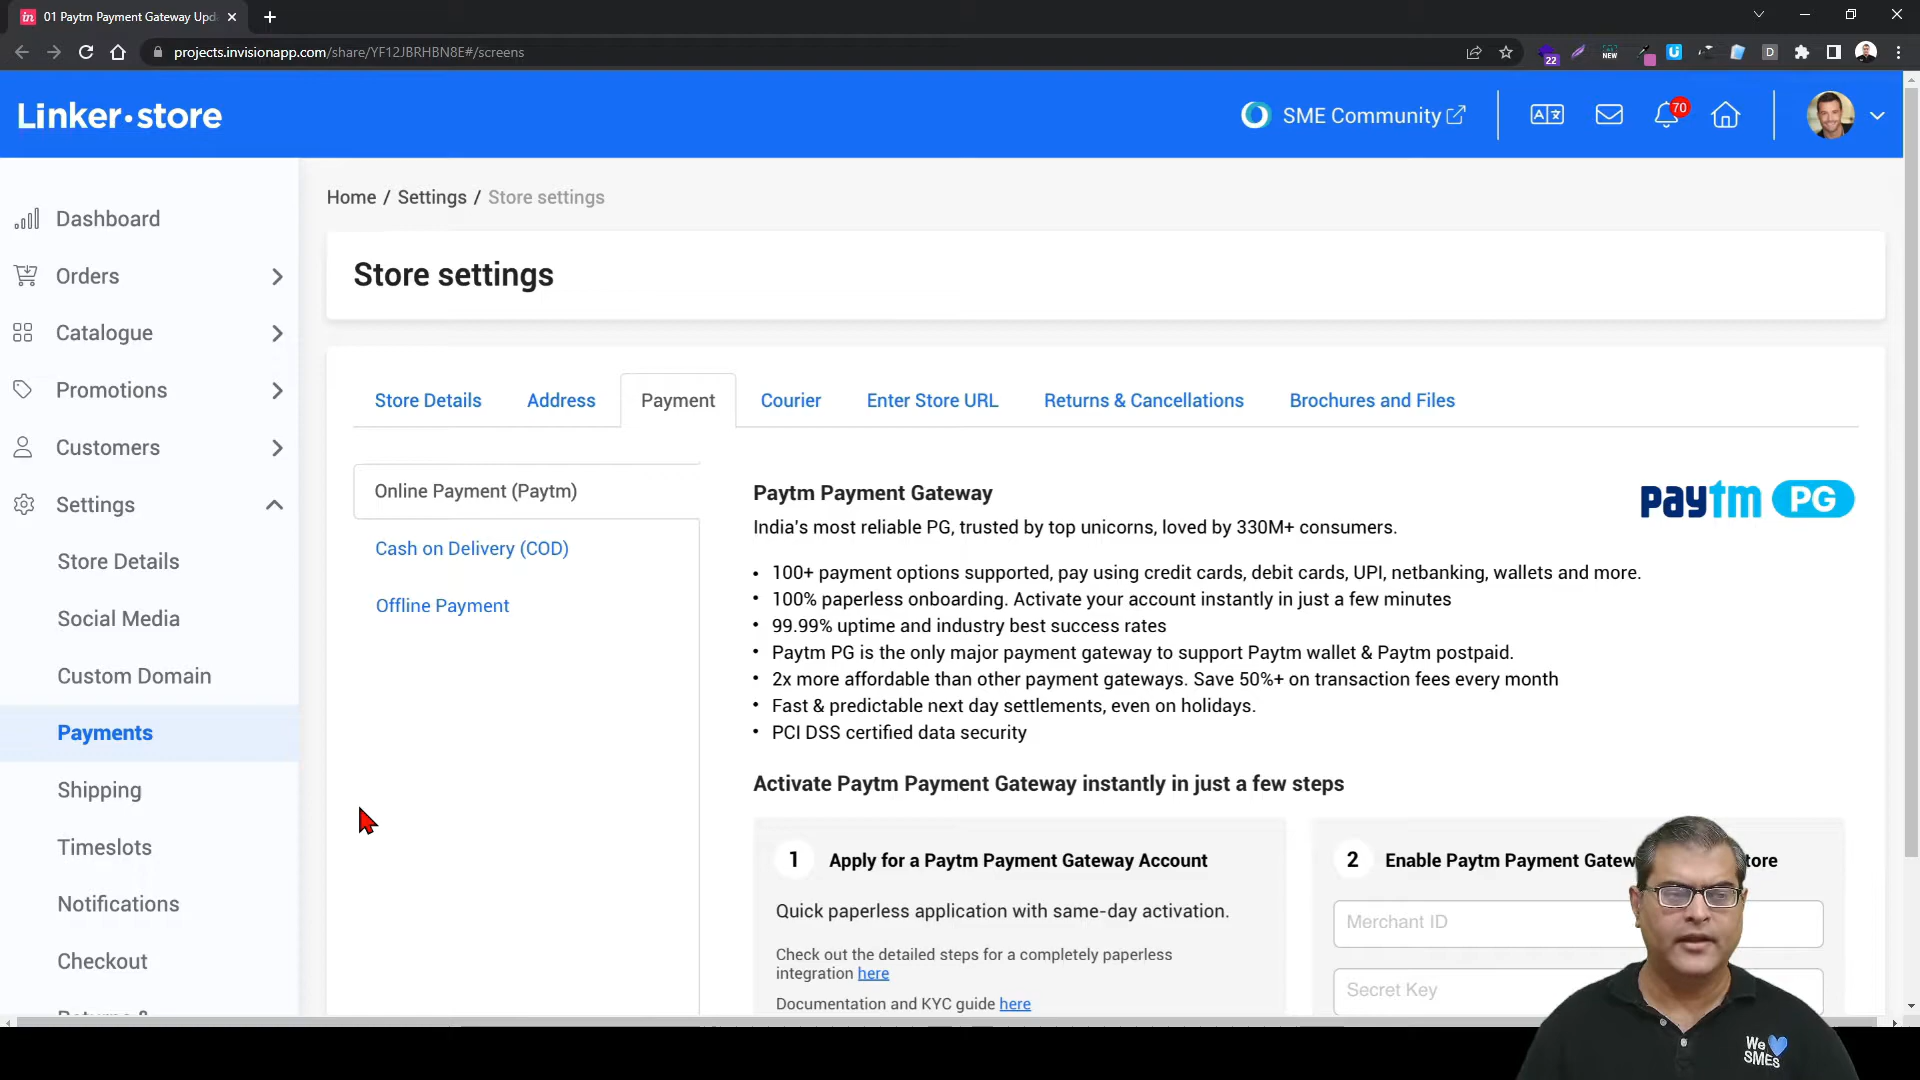 01 Paytm Payment Gateway Upd
projects.invisionapp.com/share/YF12JBRHBN8E#/screens
22
NEW
D
Linker·store
SME Community
70
Home / Settings / Store settings
Dashboard
Orders
Catalogue
Promotions
Customers
Settings
Store Details
Social Media
Custom Domain
Payments
Shipping
Timeslots
Notifications
Checkout
Store settings
Store Details
Address
Payment
Courier
Enter Store URL
Returns & Cancellations
Brochures and Files
Online Payment (Paytm)
Cash on Delivery (COD)
Offline Payment
Paytm Payment Gateway
paytm PG
India's most reliable PG, trusted by top unicorns, loved by 330M+ consumers.
• 100+ payment options supported, pay using credit cards, debit cards, UPI, netbanking, wallets and more.
• 100% paperless onboarding. Activate your account instantly in just a few minutes
• 99.99% uptime and industry best success rates
• Paytm PG is the only major payment gateway to support Paytm wallet & Paytm postpaid.
• 2x more affordable than other payment gateways. Save 50%+ on transaction fees every month
• Fast & predictable next day settlements, even on holidays.
• PCI DSS certified data security
Activate Paytm Payment Gateway instantly in just a few steps
1 Apply for a Paytm Payment Gateway Account
Quick paperless application with same-day activation.
Check out the detailed steps for a completely paperless
integration here
Documentation and KYC guide here
2 Enable Paytm Payment
Merchant ID
Secret Key
We
SMEs